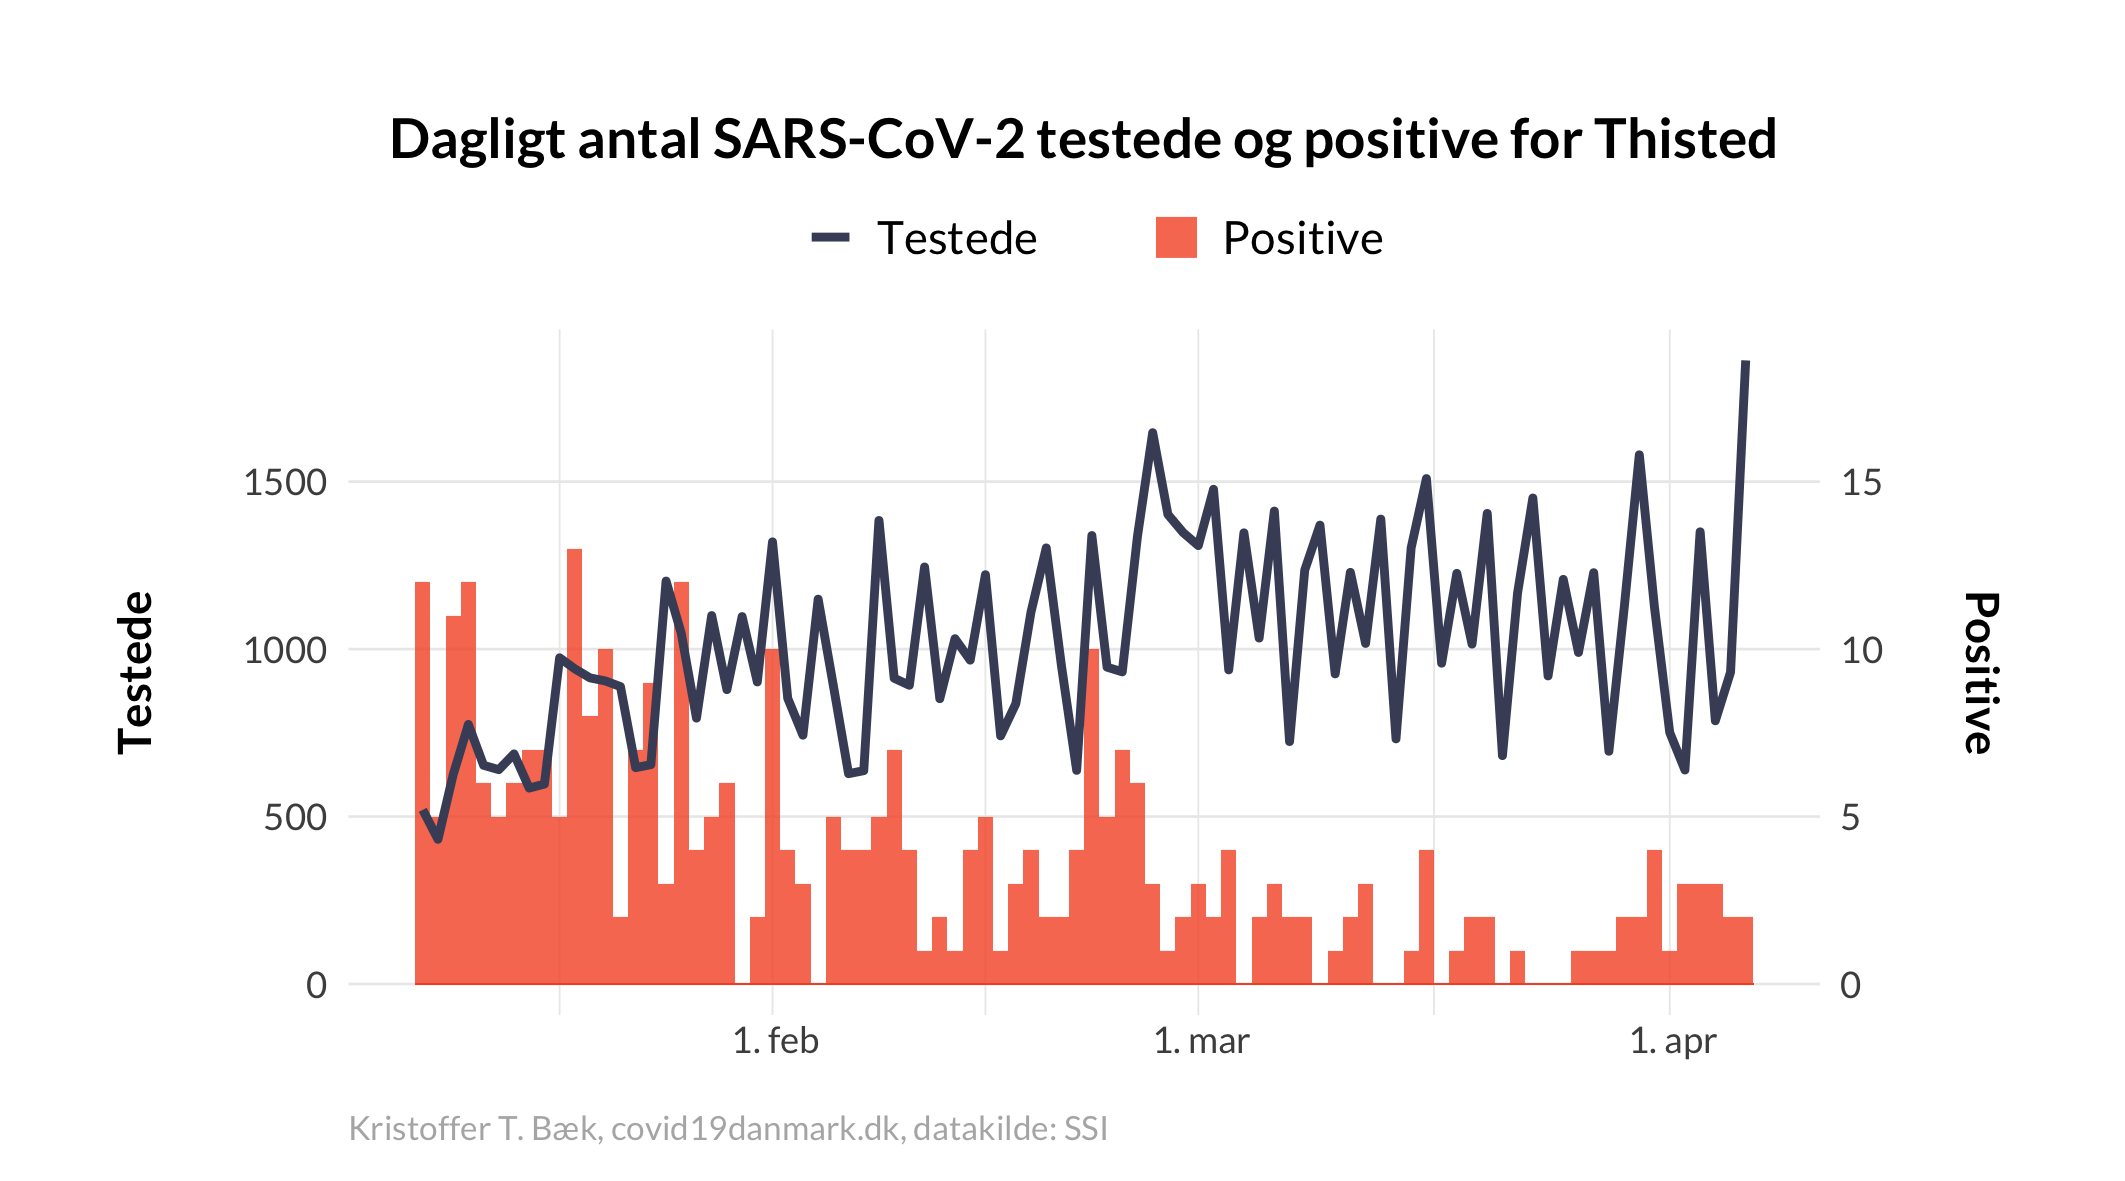 Dagligt antal SARS-CoV-2 testede og positive for Thisted
Testede
Positive
1500
1000
500
0
15
10
5
0
Testede
Positive
1. feb
1. mar
1. apr
Kristoffer T. Bæk, covid19danmark.dk, datakilde: SSI